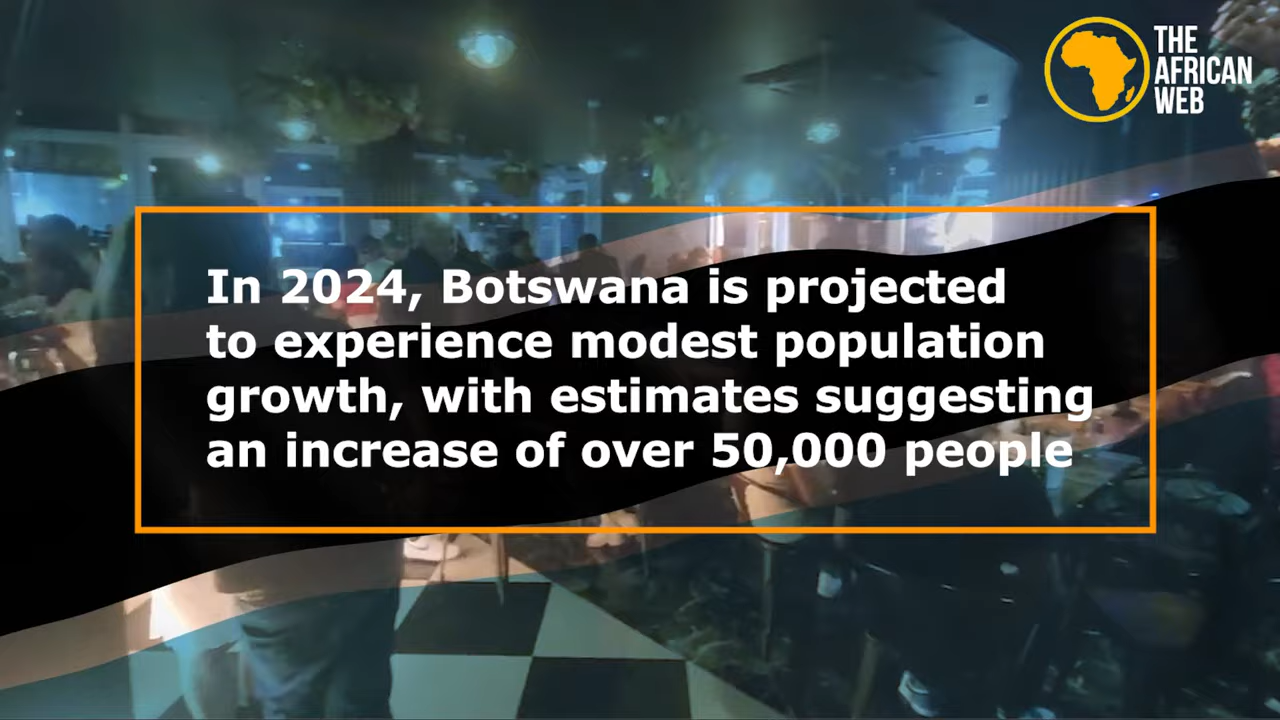 THE
AFRICAN
WEB
In 2024, Botswana is projected
to experience modest population
growth, with estimates suggesting
an increase of over 50,000 people